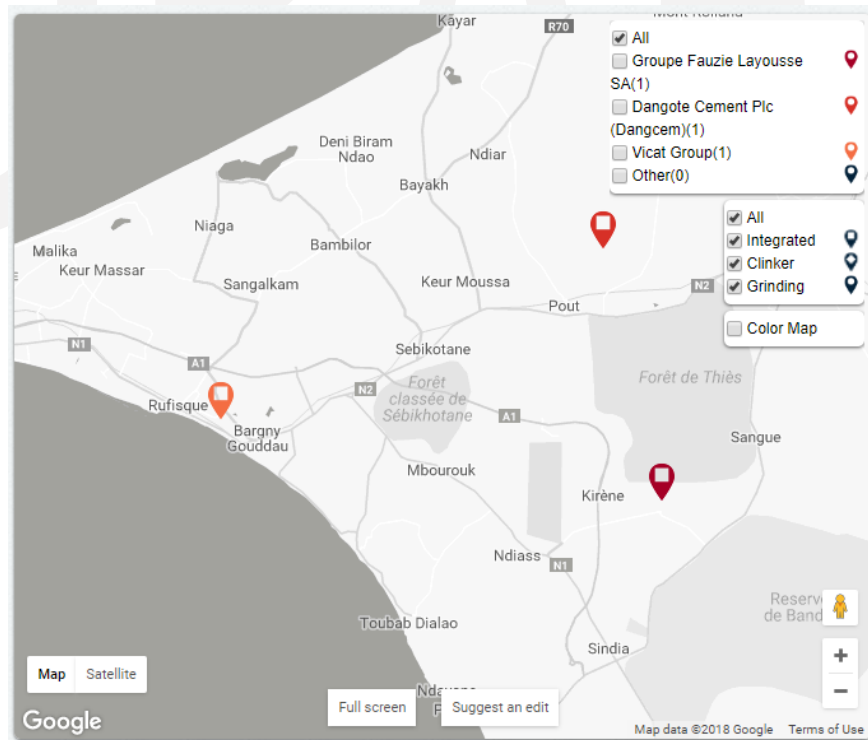 Kayar
Mont Rolland
R70
All
Groupe Fauzie Layousse
SA(1)
Dangote Cement Plc
(Dangcem)(1)
Vicat Group(1)
Other(0)
Deni Biram
Ndao
Ndiar
Bayakh
All
Integrated
Clinker
Grinding
Niaga
Bambilor
Malika
Keur Massar
Sangalkam
Keur Moussa
N2
Pout
Color Map
N1
A1
Sebikotane
N2
Forêt
classée de
Sébikhotane
Forêt de Thiès
Rufisque
A1
Bargny
Gouddau
Sangue
Mbourouk
Kirène
Ndiass
N1
Reserv
de Band
Toubab Dialao
Sindia
Map
Satellite
+
−
Full screen
Suggest an edit
Google
Map data ©2018 Google
Terms of Use